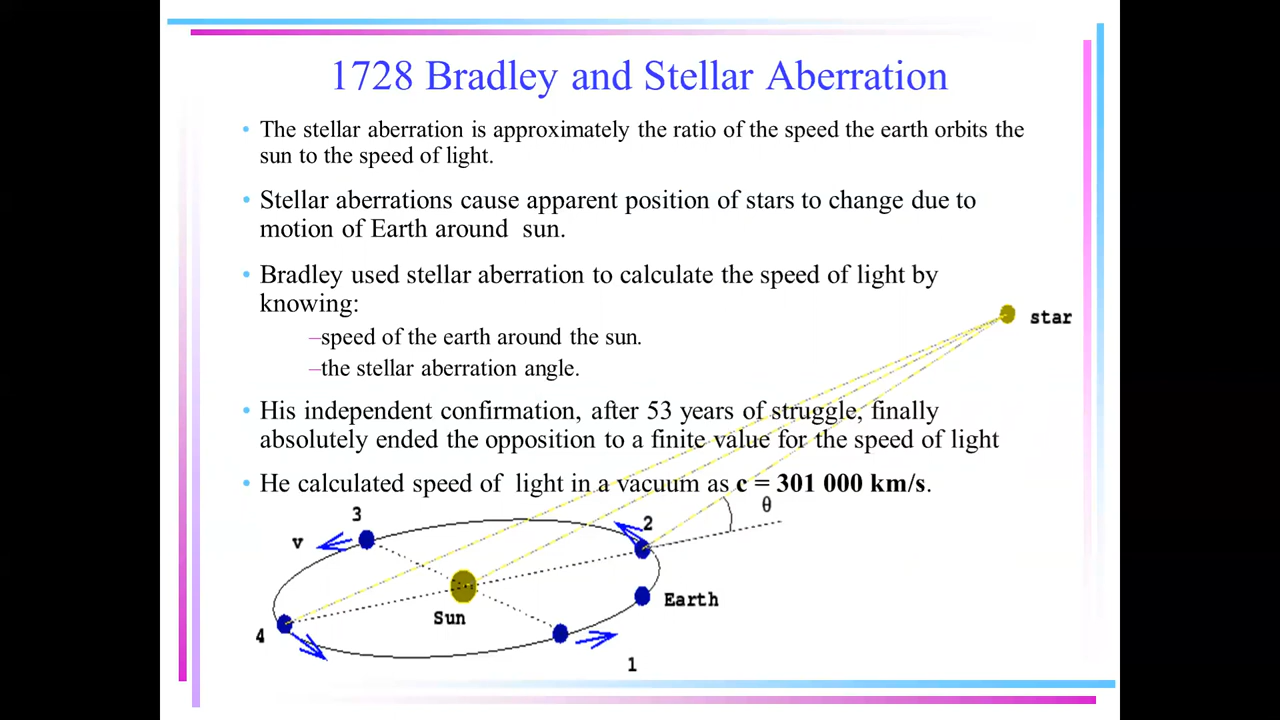 1728 Bradley and Stellar Aberration
• The stellar aberration is approximately the ratio of the speed the earth orbits the
sun to the speed of light.
• Stellar aberrations cause apparent position of stars to change due to
motion of Earth around sun.
• Bradley used stellar aberration to calculate the speed of light by
knowing:
–speed of the earth around the sun.
–the stellar aberration angle.
star
• His independent confirmation, after 53 years of struggle, finally
absolutely ended the opposition to a finite value for the speed of light
• He calculated speed of light in a vacuum as c = 301 000 km/s.
θ
3
2
v
Earth
Sun
4
1